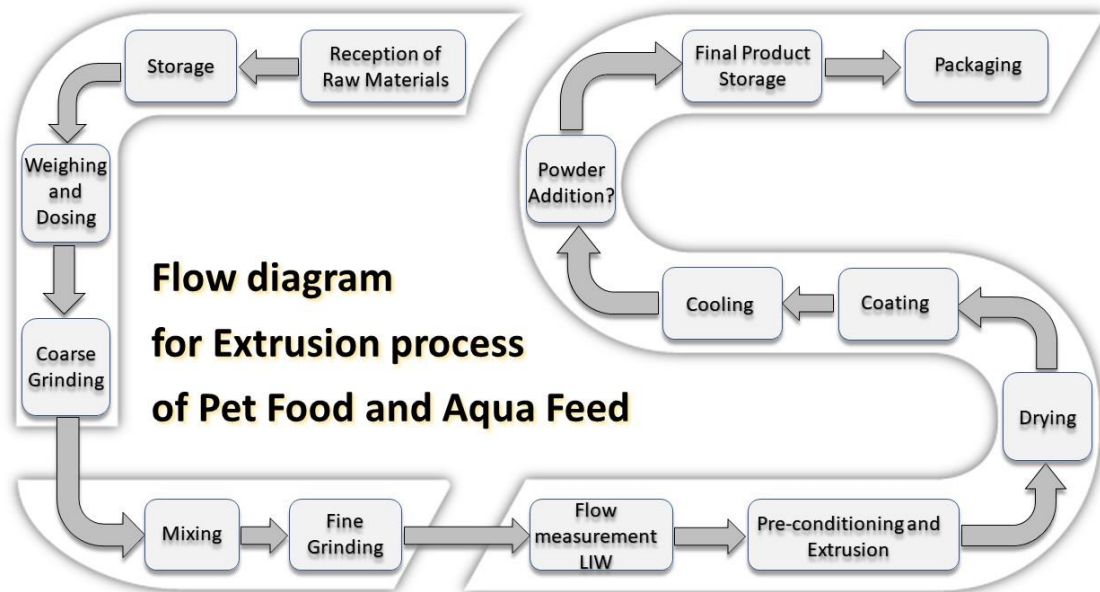 Reception of
Raw Materials
Storage
Weighing
and
Dosing
Coarse
Grinding
Mixing
Fine
Grinding
Flow
measurement
LIW
Pre-conditioning and
Extrusion
Drying
Coating
Cooling
Powder
Addition?
Final Product
Storage
Packaging
Flow diagram
for Extrusion process
of Pet Food and Aqua Feed